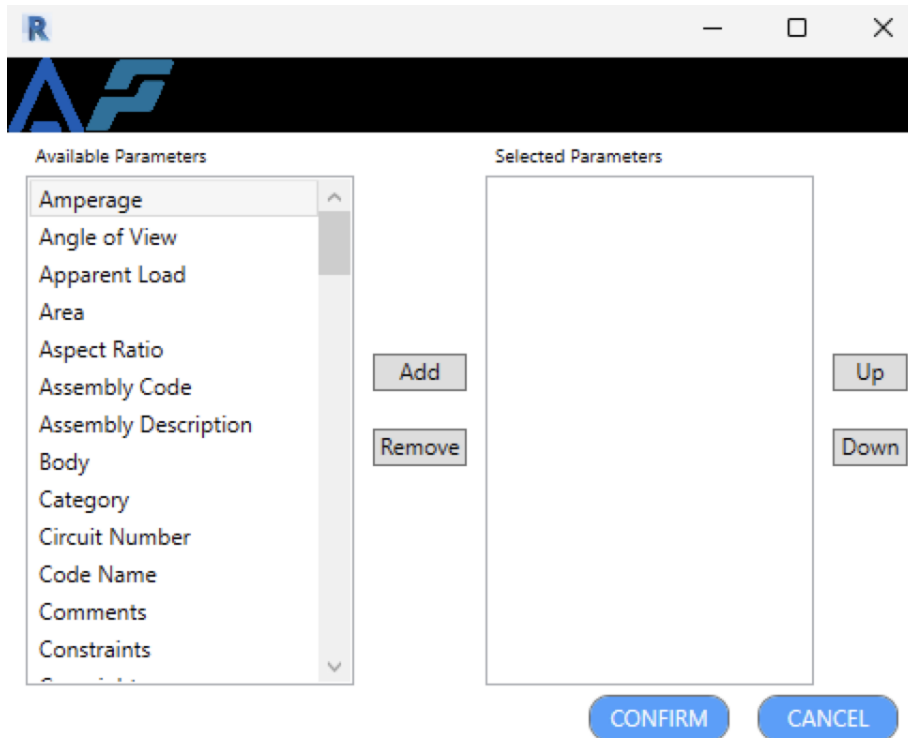 R
AP
Available Parameters
Selected Parameters
Amperage
Angle of View
Apparent Load
Area
Aspect Ratio
Assembly Code
Assembly Description
Body
Category
Circuit Number
Code Name
Comments
Constraints
Add
Remove
Up
Down
CONFIRM
CANCEL